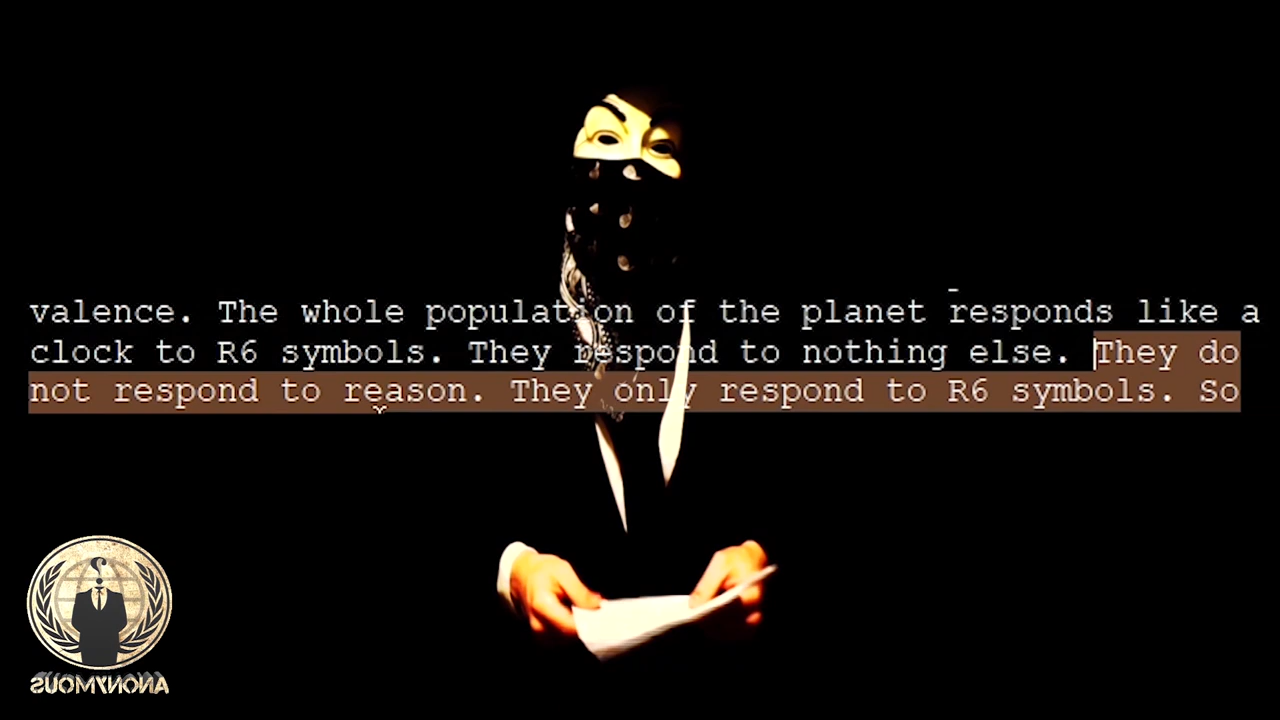 valence. The whole population of the planet responds like a
clock to R6 symbols. They respond to nothing else. They do
not respond to reason. They only respond to R6 symbols. So
ANONYMOUS